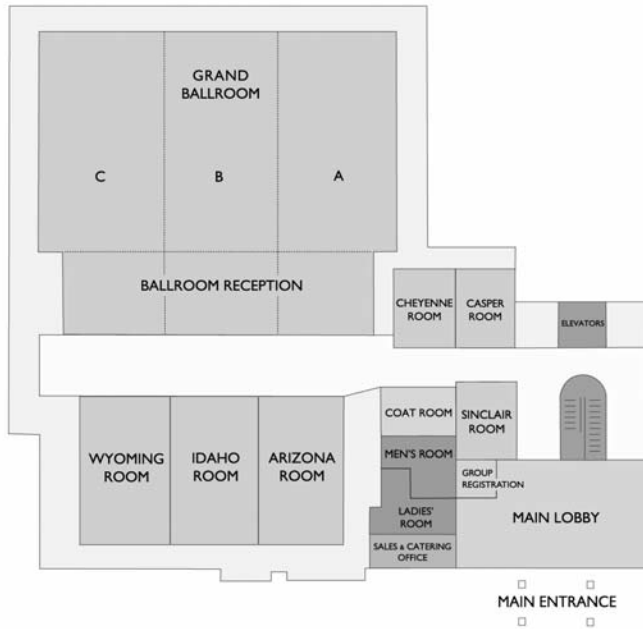 GRAND
BALLROOM
C
B
A
BALLROOM RECEPTION
CHEYENNE
ROOM
CASPER
ROOM
ELEVATORS
COAT ROOM
SINCLAIR
ROOM
WYOMING
ROOM
IDAHO
ROOM
ARIZONA
ROOM
MEN'S ROOM
GROUP
REGISTRATION
LADIES'
ROOM
MAIN LOBBY
SALES & CATERING
OFFICE
MAIN ENTRANCE